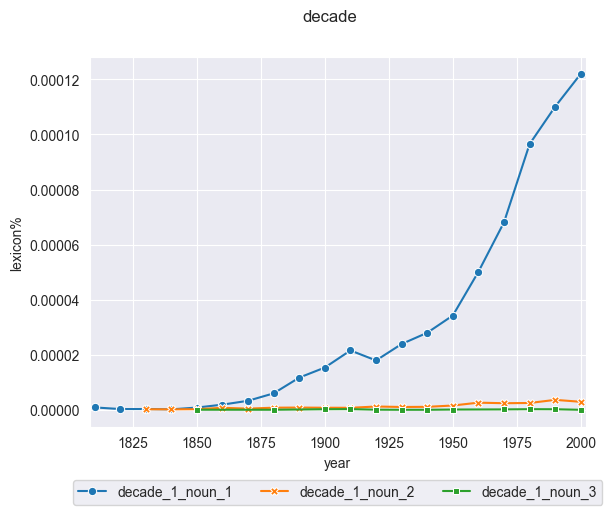 decade
0.00012
0.00010
0.00008
0.00006
0.00004
0.00002
0.00000
lexicon%
1825 1850 1875 1900 1925 1950 1975 2000
year
decade_1_noun_1 decade_1_noun_2 decade_1_noun_3